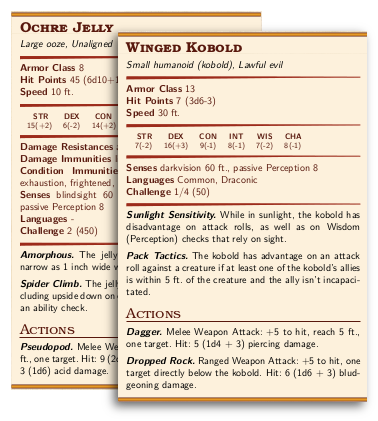 OCHRE JELLY
Large ooze, Unaligned
Armor Class 8
Hit Points 45 (6d10+1
Speed 10 ft.
STR DEX CON
15(+2) 6(-2) 14(+2)
Damage Resistances
Damage Immunities
Condition Immunitie
exhaustion, frightened,
Senses blindsight 60
passive Perception 8
Languages -
Challenge 2 (450)
Amorphous. The jelly
narrow as 1 inch wide
Spider Climb. The jelly
cluding upside down on
an ability check.
ACTIONS
Pseudopod. Melee We
ft., one target. Hit: 9 (2d
3 (1d6) acid damage.
WINGED KOBOLD
Small humanoid (kobold), Lawful evil
Armor Class 13
Hit Points 7 (3d6-3)
Speed 30 ft.
STR DEX CON INT WIS CHA
7(-2) 16(+3) 9(-1) 8(-1) 7(-2) 8(-1)
Senses darkvision 60 ft., passive Perception 8
Languages Common, Draconic
Challenge 1/4 (50)
Sunlight Sensitivity. While in sunlight, the kobold has
disadvantage on attack rolls, as well as on Wisdom
(Perception) checks that rely on sight.
Pack Tactics. The kobold has advantage on an attack
roll against a creature if at least one of the kobold's allies
is within 5 ft. of the creature and the ally isn't incapaci-
tated.
ACTIONS
Dagger. Melee Weapon Attack: +5 to hit, reach 5 ft.,
one target. Hit: 5 (1d4 + 3) piercing damage.
Dropped Rock. Ranged Weapon Attack: +5 to hit, one
target directly below the kobold. Hit: 6 (1d6 + 3) blud-
geoning damage.